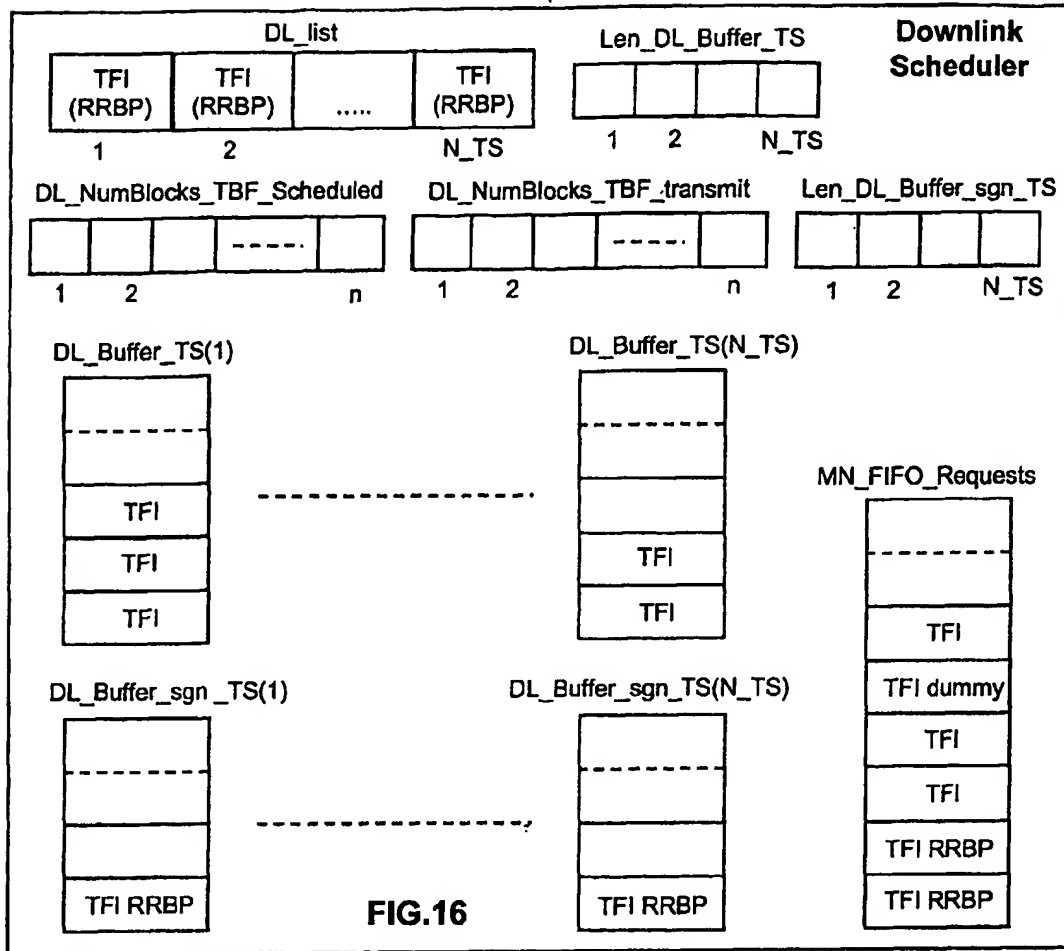 DL_list
Len_DL_Buffer_TS
Downlink
Scheduler
TFI
(RRBP)
TFI
(RRBP)
.....
TFI
(RRBP)
1
2
N_TS
1
2
N_TS
DL_NumBlocks_TBF_Scheduled
DL_NumBlocks_TBF_transmit
Len_DL_Buffer_sgn_TS
1
2
n
1
2
n
1
2
N_TS
DL_Buffer_TS(1)
DL_Buffer_TS(N_TS)
MN_FIFO_Requests
TFI
TFI
TFI
TFI
TFI
DL_Buffer_sgn _TS(1)
DL_Buffer_sgn_TS(N_TS)
TFI
TFI dummy
TFI
TFI
TFI RRBP
TFI RRBP
TFI RRBP
TFI RRBP
FIG.16